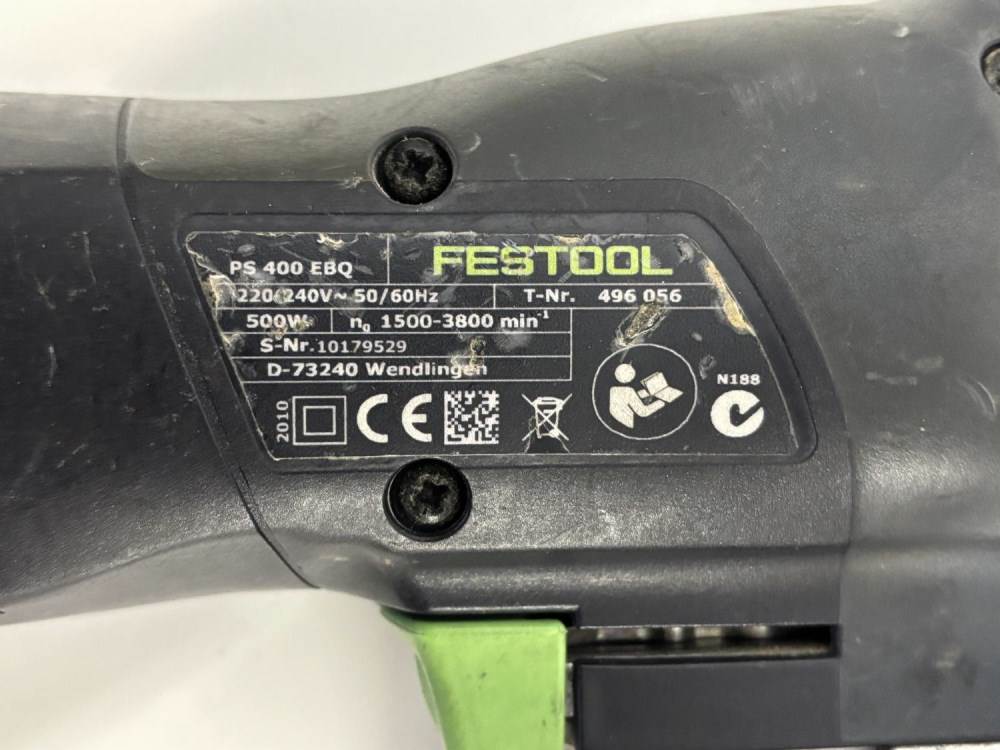 PS 400 EBQ
FESTOOL
220/240V~ 50/60Hz
T-Nr. 496 056
500W
n₀ 1500-3800 min⁻¹
S-Nr.10179529
D-73240 Wendlingen
2010
CE
N188